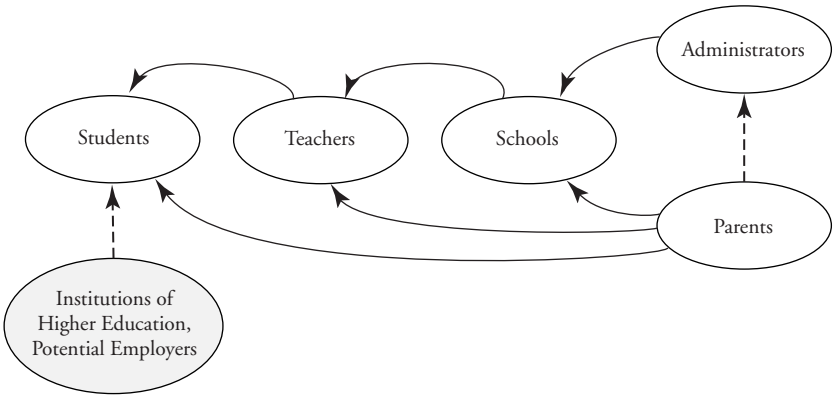 Administrators
Students
Teachers
Schools
Parents
Institutions of
Higher Education,
Potential Employers